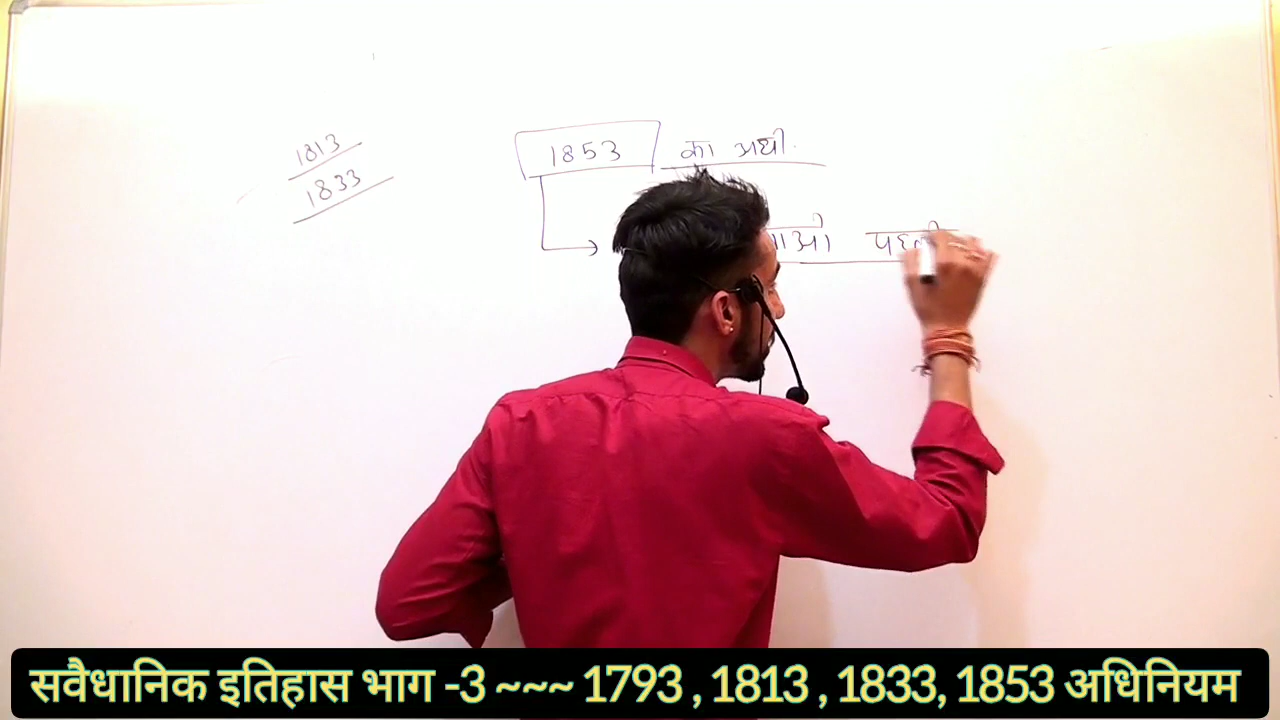 1813
1833
1853 का अधि.
सवैधानिक इतिहास भाग -3 ~~~ 1793 , 1813 , 1833, 1853 अधिनियम